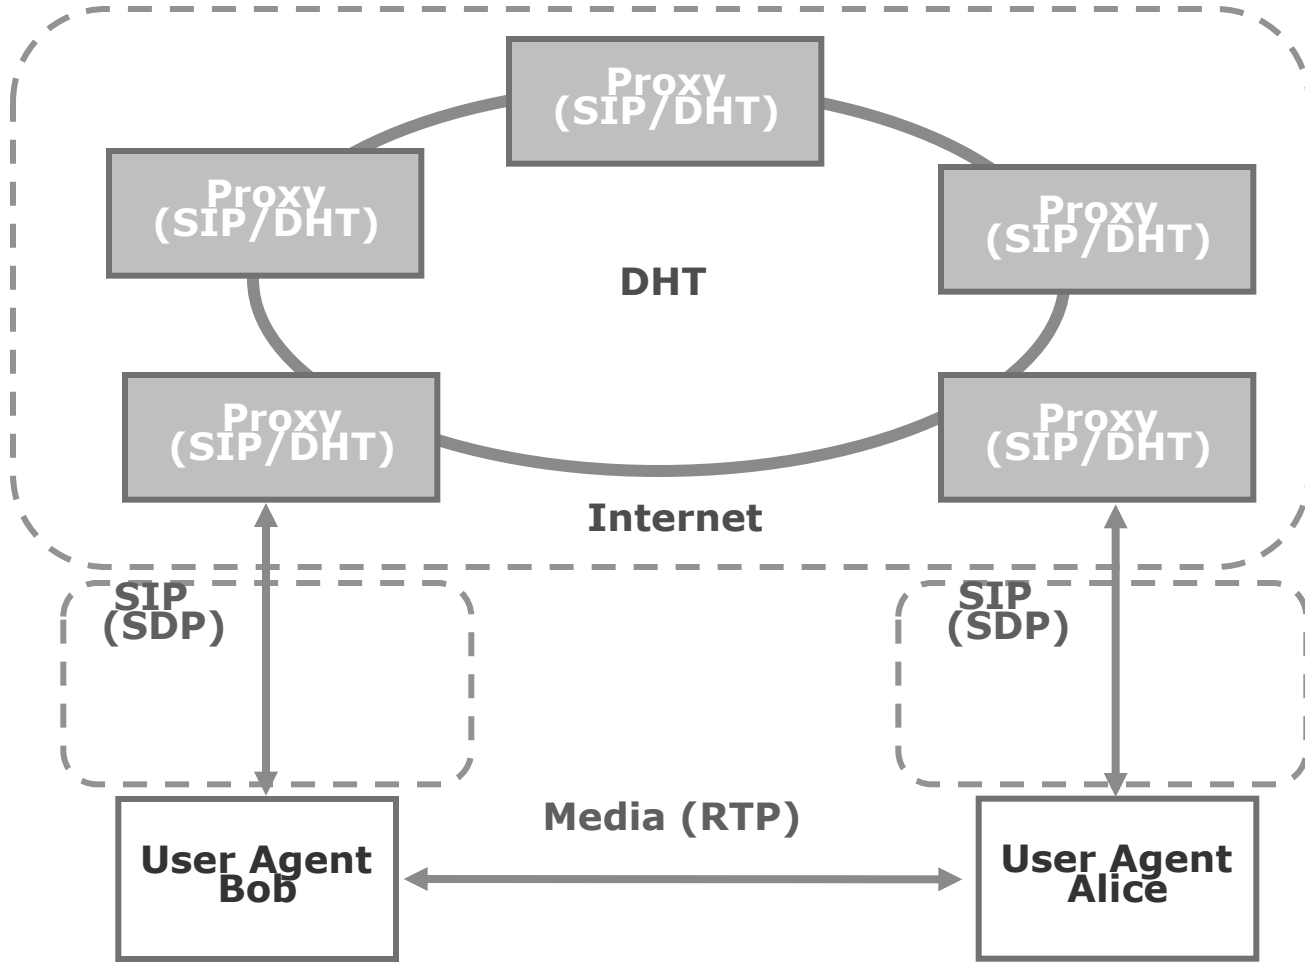 Proxy
(SIP/DHT)
Proxy
(SIP/DHT)
Proxy
(SIP/DHT)
DHT
Proxy
(SIP/DHT)
Proxy
(SIP/DHT)
Internet
SIP
(SDP)
SIP
(SDP)
Media (RTP)
User Agent
Bob
User Agent
Alice